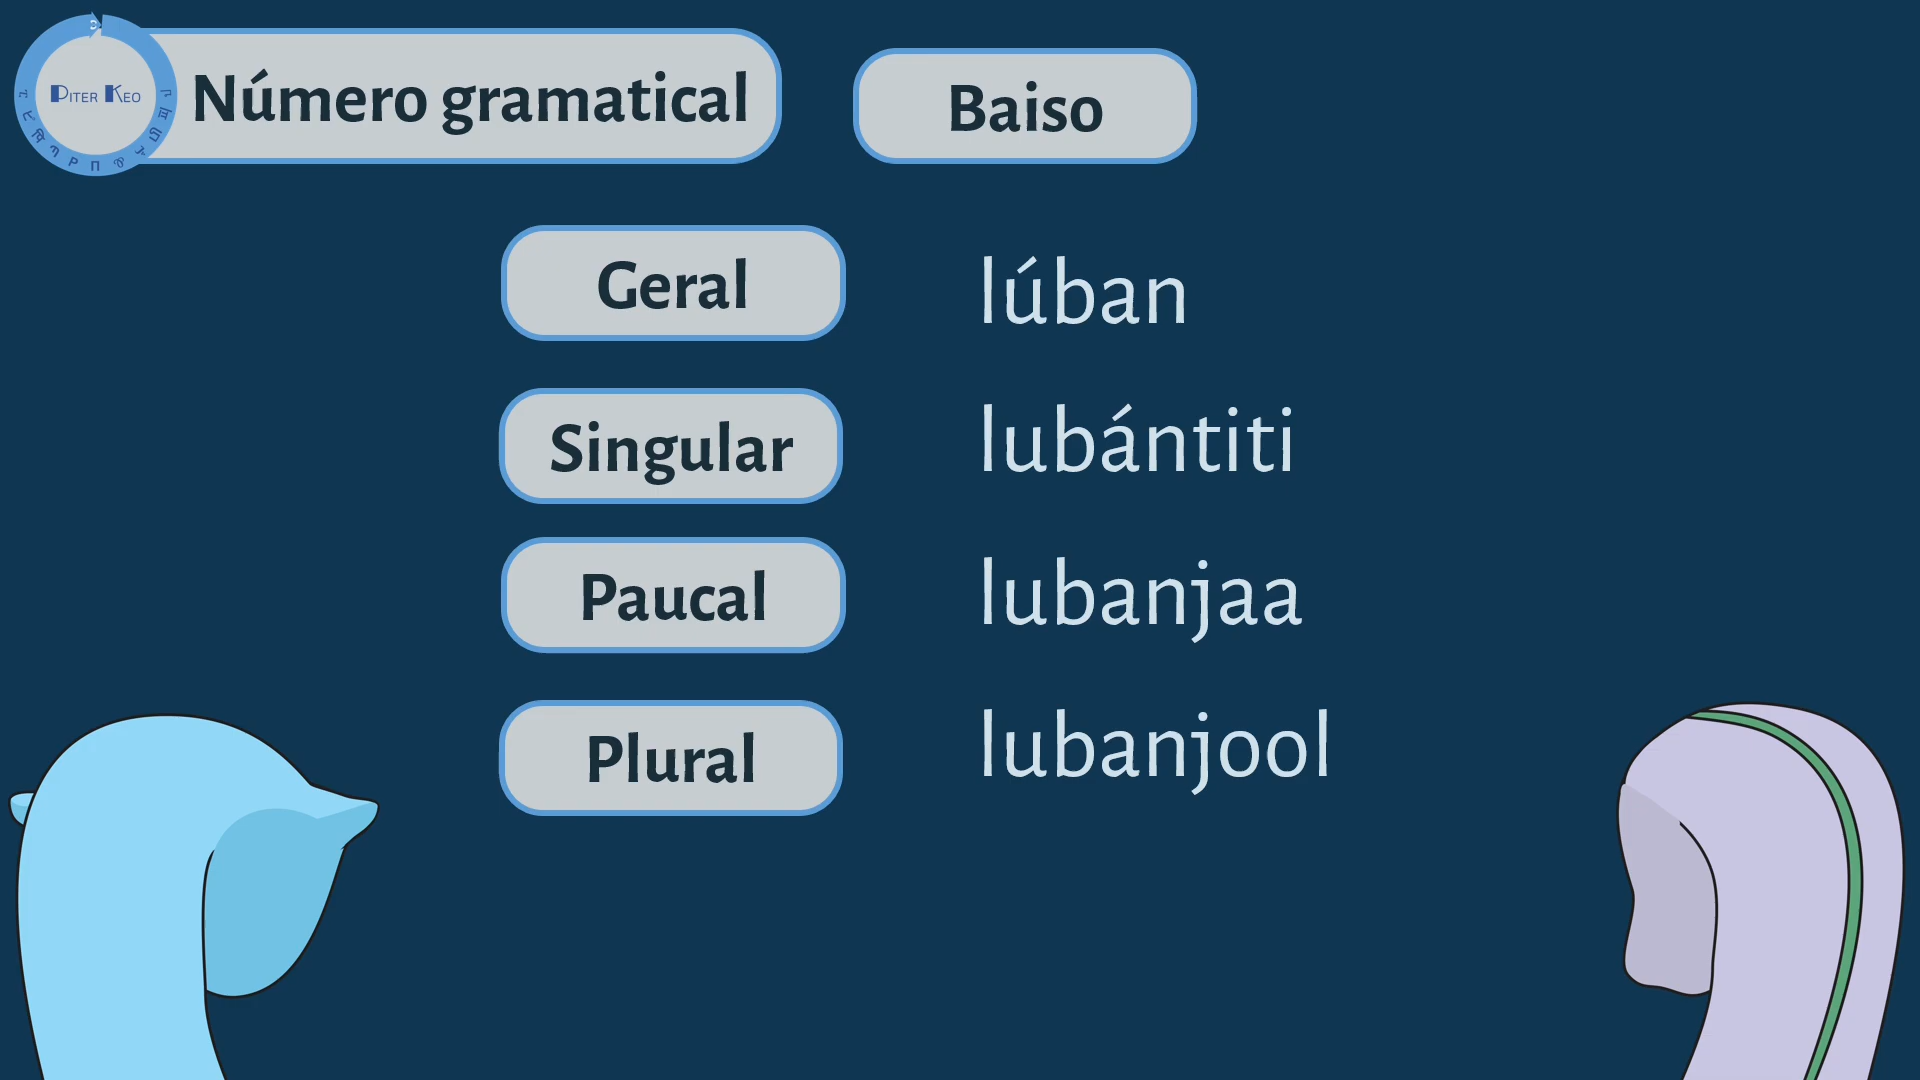 Piter Keo
Número gramatical
Baiso
Geral
lúban
Singular
lubántiti
Paucal
lubanjaa
Plural
lubanjool